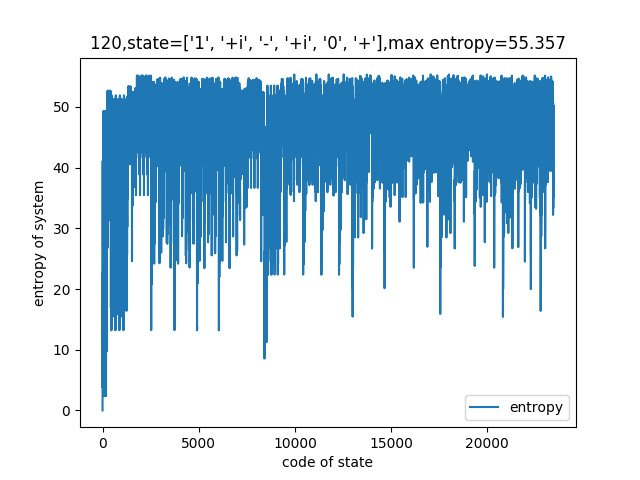 120,state=['1', '+i', '-', '+i', '0', '+'],max entropy=55.357
50
40
30
20
10
0
entropy of system
entropy
0 5000 10000 15000 20000
code of state